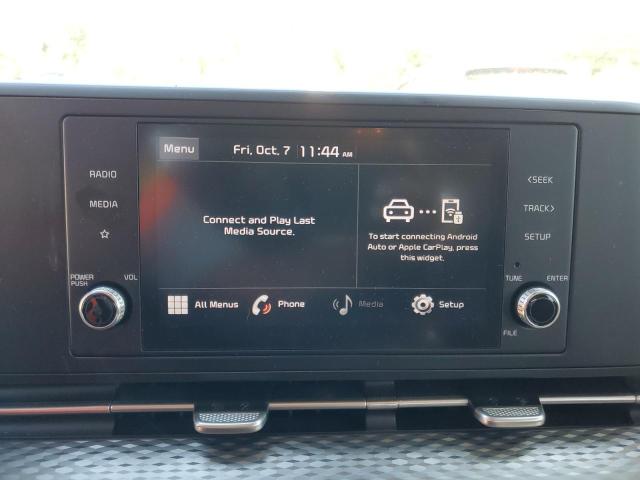 Menu
Fri, Oct. 7
11:44 AM
RADIO
MEDIA
POWER
PUSH
VOL
Connect and Play Last
Media Source.
To start connecting Android
Auto or Apple CarPlay, press
this widget.
All Menus
Phone
Media
Setup
<SEEK
TRACK>
SETUP
TUNE
ENTER
FILE